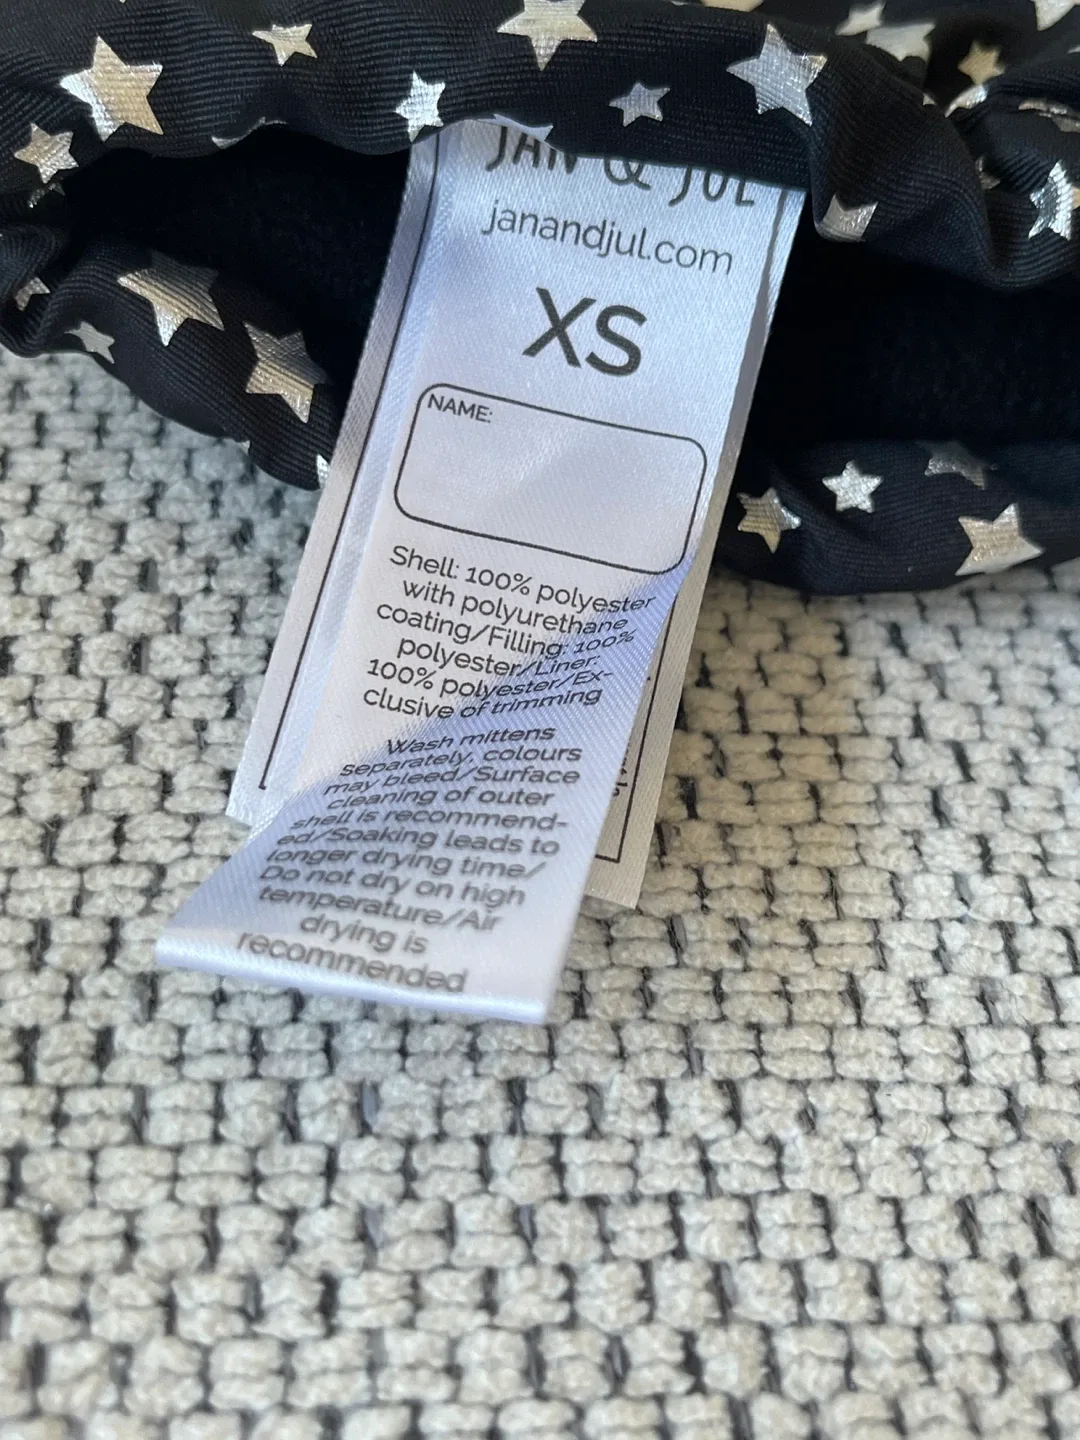 JAN & JUL
janandjul.com
XS
NAME:
Shell: 100% polyester
with polyurethane
coating/Filling: 100%
polyester/Liner:
100% polyester/Ex-
clusive of trimming
Wash mittens
separately, colours
may bleed/Surface
cleaning of outer
shell is recommend-
ed/Soaking leads to
longer drying time/
Do not dry on high
temperature/Air
drying is
recommended